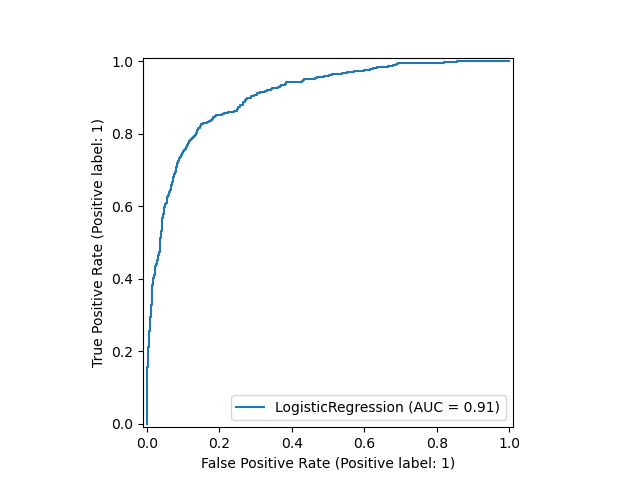 1.0
0.8
0.6
0.4
0.2
0.0
True Positive Rate (Positive label: 1)
LogisticRegression (AUC = 0.91)
0.0 0.2 0.4 0.6 0.8 1.0
False Positive Rate (Positive label: 1)